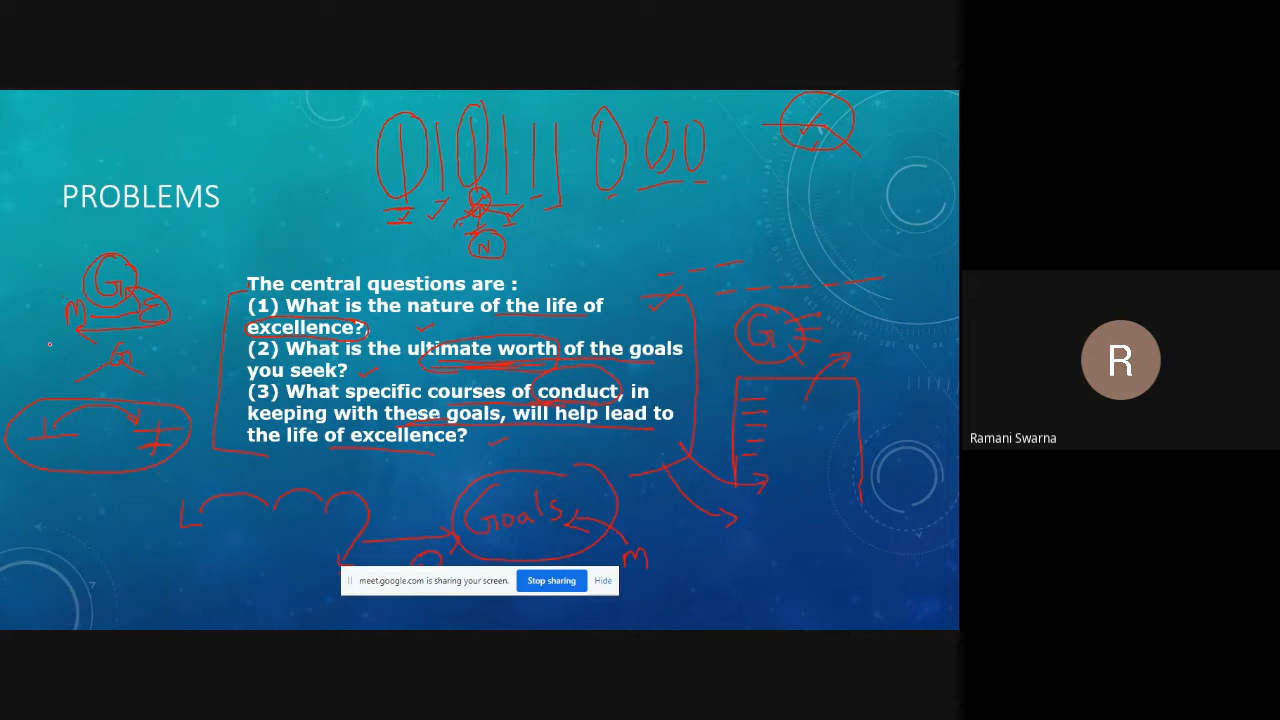 PROBLEMS
The central questions are :
(1) What is the nature of the life of
excellence?,
(2) What is the ultimate worth of the goals
you seek?
(3) What specific courses of conduct, in
keeping with these goals, will help lead to
the life of excellence?
G
M E
G
N
G
I
Goals
m
meet.google.com is sharing your screen. Stop sharing Hide
R
Ramani Swarna